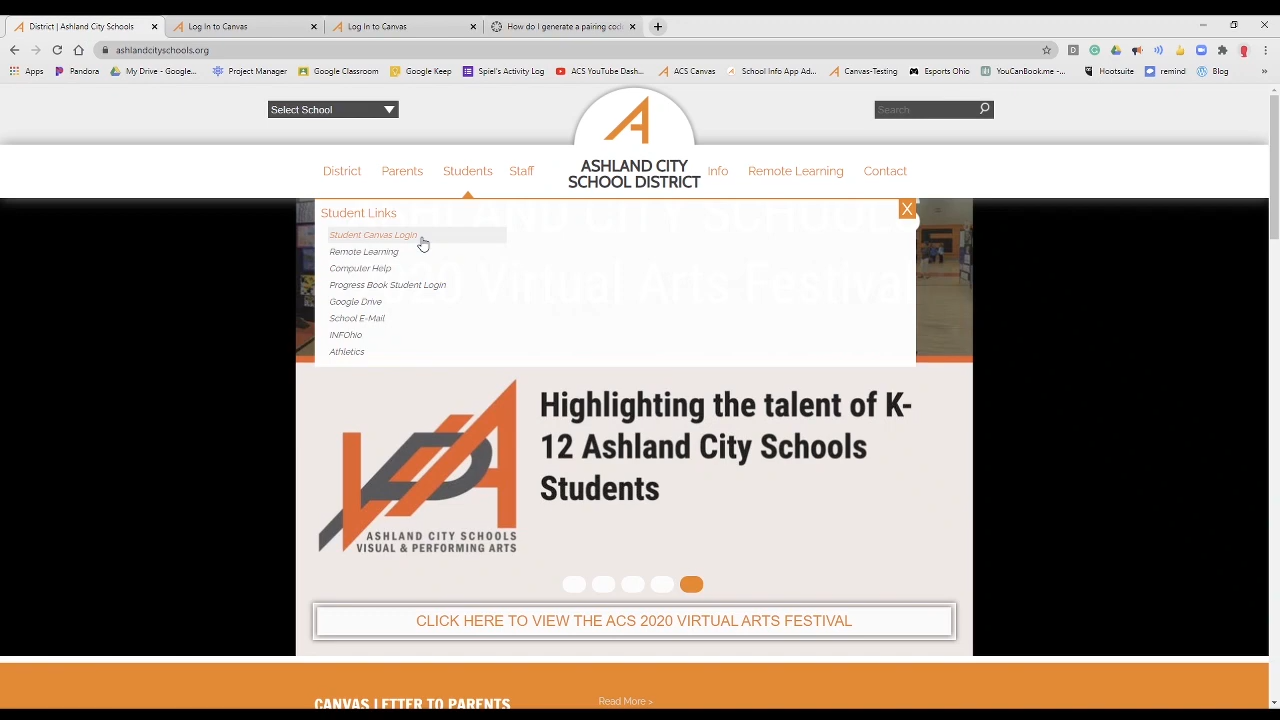 District | Ashland City Schools
Log In to Canvas
Log In to Canvas
How do I generate a pairing cod
ashlandcityschools.org
Apps
Pandora
My Drive - Google...
Project Manager...
Google Classroom
Google Keep
Spiel's Activity Log
ACS YouTube Dash...
ACS Canvas
School Info App Ad...
Canvas-Testing
Esports Ohio
YouCanBook.me -...
Hootsuite
remind
Blog
Select School
Search
ASHLAND CITY
SCHOOL DISTRICT
District
Parents
Students
Staff
Info
Remote Learning
Contact
Student Links
X
Student Canvas Login
Remote Learning
Computer Help
Progress Book Student Login
Google Drive
School E-Mail
INFOhio
Athletics
2020 Virtual Arts Festival
Highlighting the talent of K-
12 Ashland City Schools
Students
ASHLAND CITY SCHOOLS
VISUAL & PERFORMING ARTS
CLICK HERE TO VIEW THE ACS 2020 VIRTUAL ARTS FESTIVAL
CANVAS LETTER TO PARENTS
Read More >